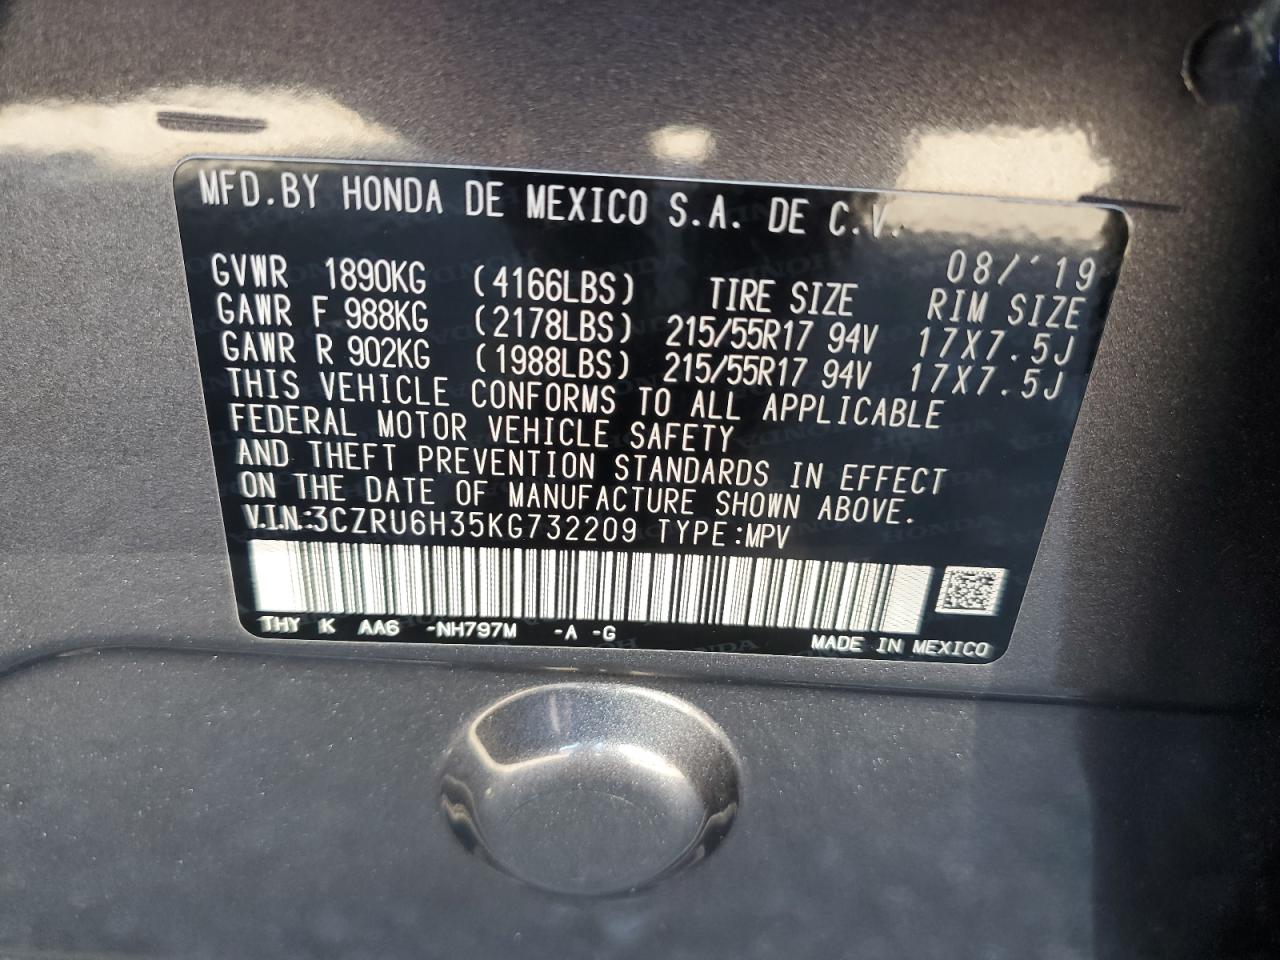 MFD.BY HONDA DE MEXICO S.A. DE C.V.
08/'19
GVWR 1890KG (4166LBS) TIRE SIZE RIM SIZE
GAWR F 988KG (2178LBS) 215/55R17 94V 17X7.5J
GAWR R 902KG (1988LBS) 215/55R17 94V 17X7.5J
THIS VEHICLE CONFORMS TO ALL APPLICABLE
FEDERAL MOTOR VEHICLE SAFETY
AND THEFT PREVENTION STANDARDS IN EFFECT
ON THE DATE OF MANUFACTURE SHOWN ABOVE.
V.I.N.:3CZRU6H35KG732209 TYPE:MPV
THY K AA6 -NH797M -A -G
MADE IN MEXICO